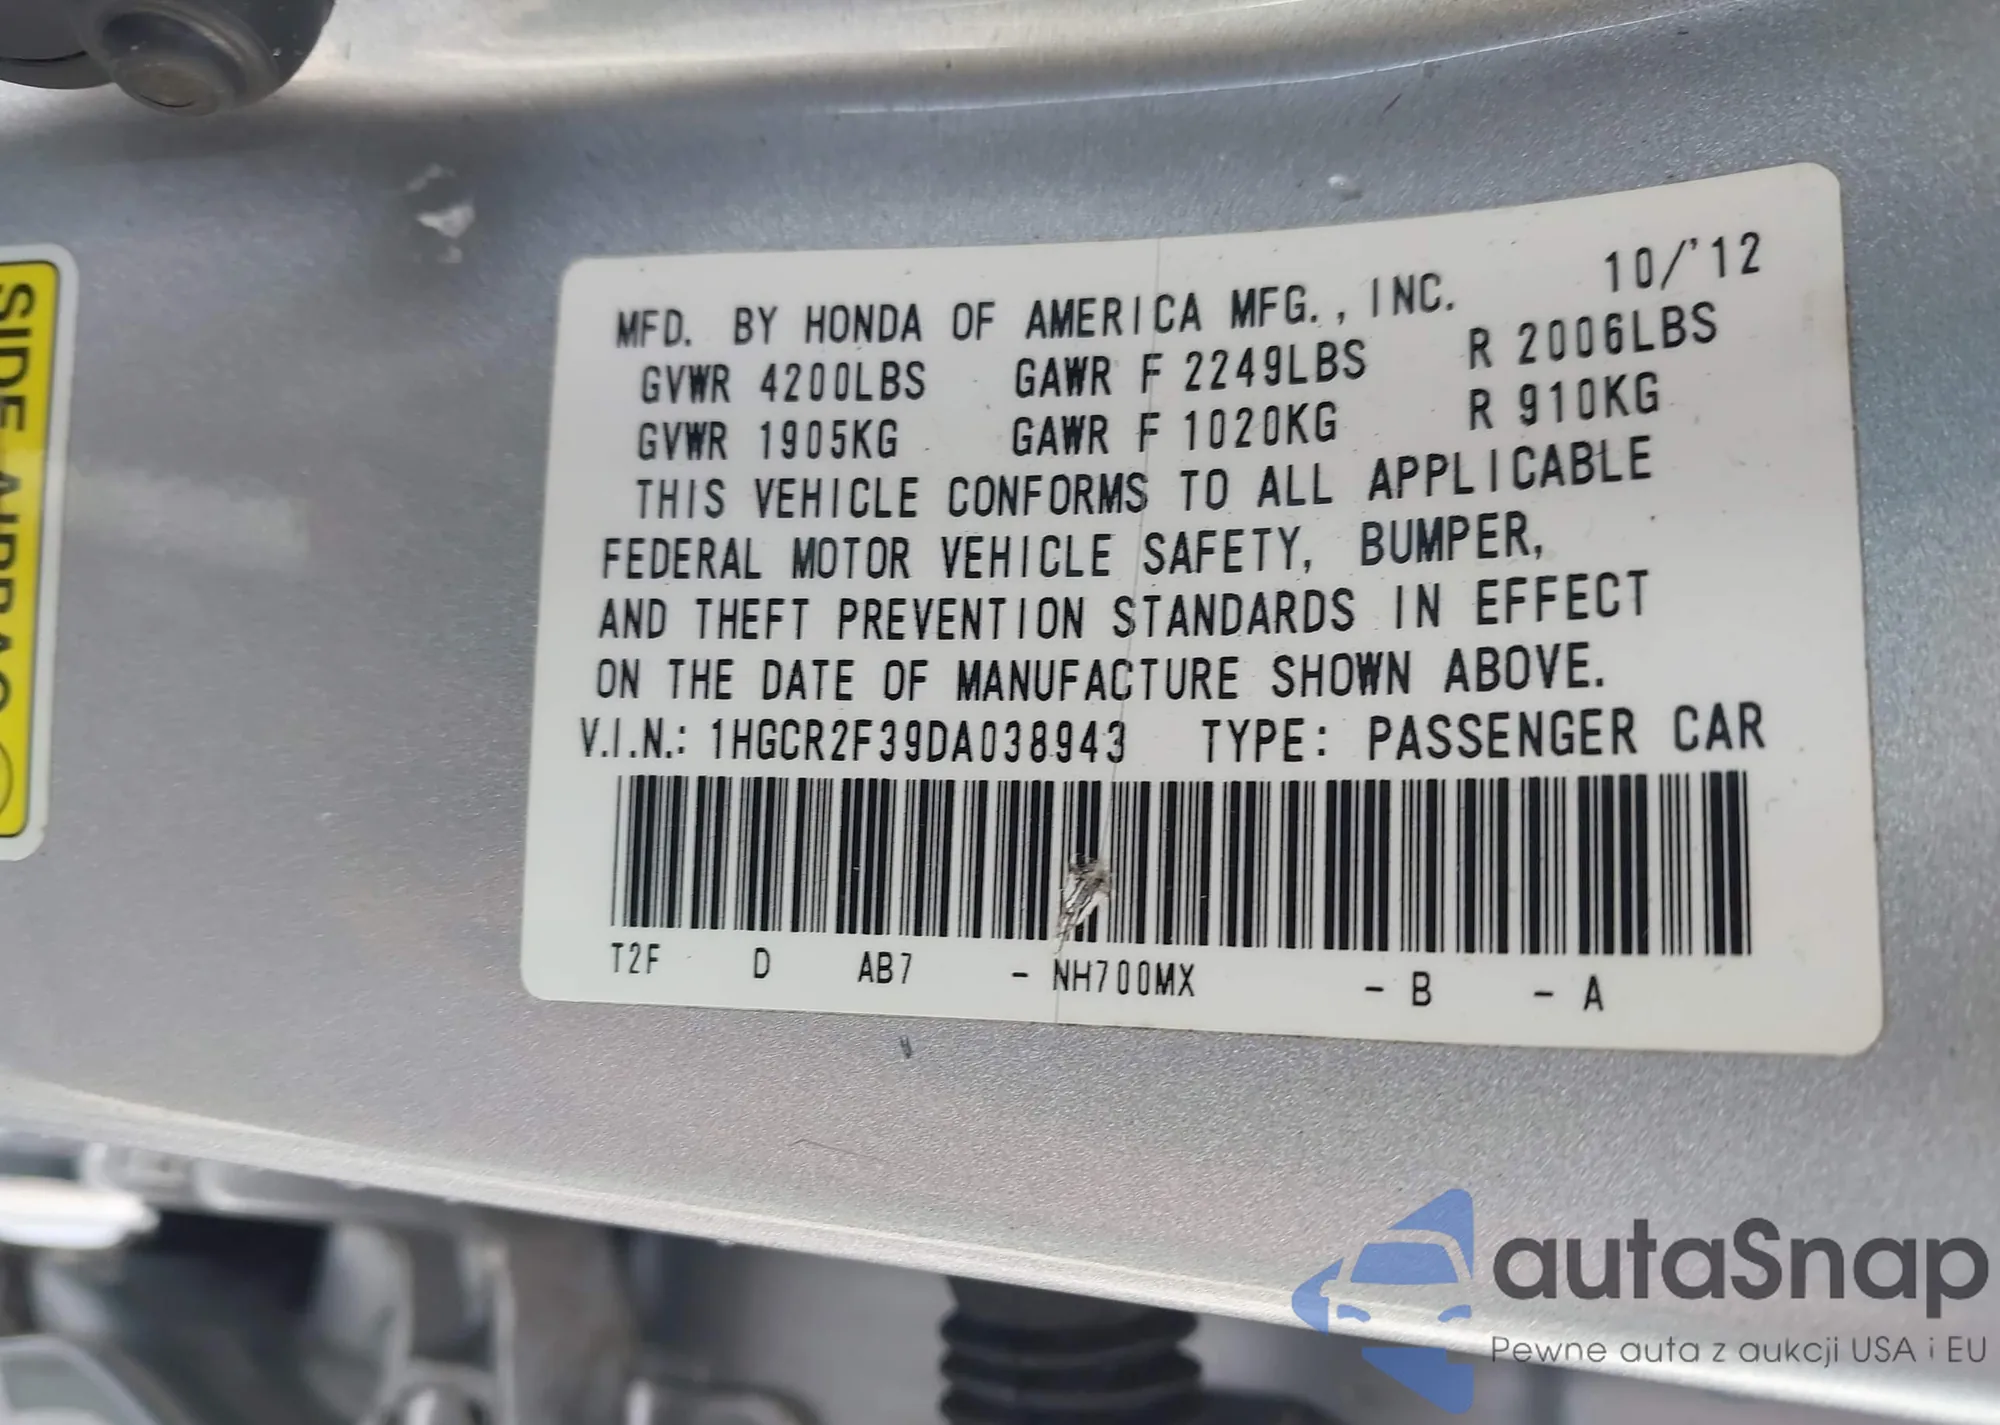 SIDE AIRBAG
MFD. BY HONDA OF AMERICA MFG., INC. 10/'12
GVWR 4200LBS GAWR F 2249LBS R 2006LBS
GVWR 1905KG GAWR F 1020KG R 910KG
THIS VEHICLE CONFORMS TO ALL APPLICABLE
FEDERAL MOTOR VEHICLE SAFETY, BUMPER,
AND THEFT PREVENTION STANDARDS IN EFFECT
ON THE DATE OF MANUFACTURE SHOWN ABOVE.
V.I.N.: 1HGCR2F39DA038943 TYPE: PASSENGER CAR
T2F D AB7 - NH700MX - B - A
autaSnap
Pewne auta z aukcji USA i EU